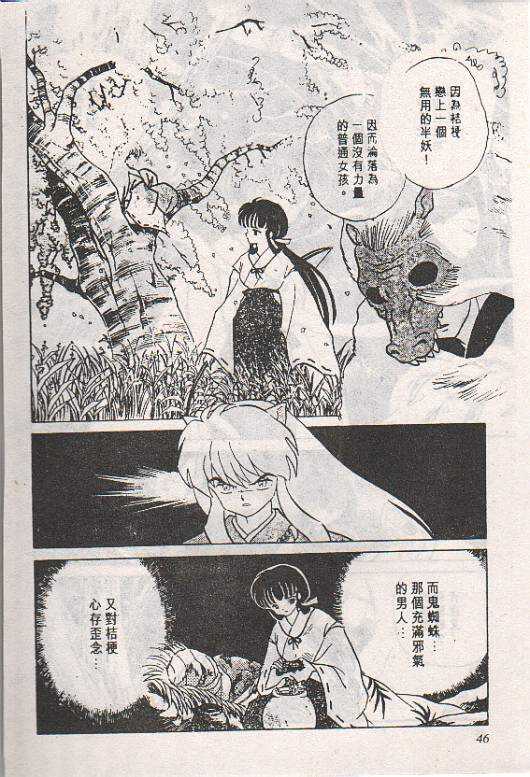 因為桔梗
戀上一個
無用的半妖！
因而淪落為
一個沒有力量
的普通女孩。
而鬼蜘蛛…
那個充滿邪氣
的男人…
又對桔梗
心存歪念…
46